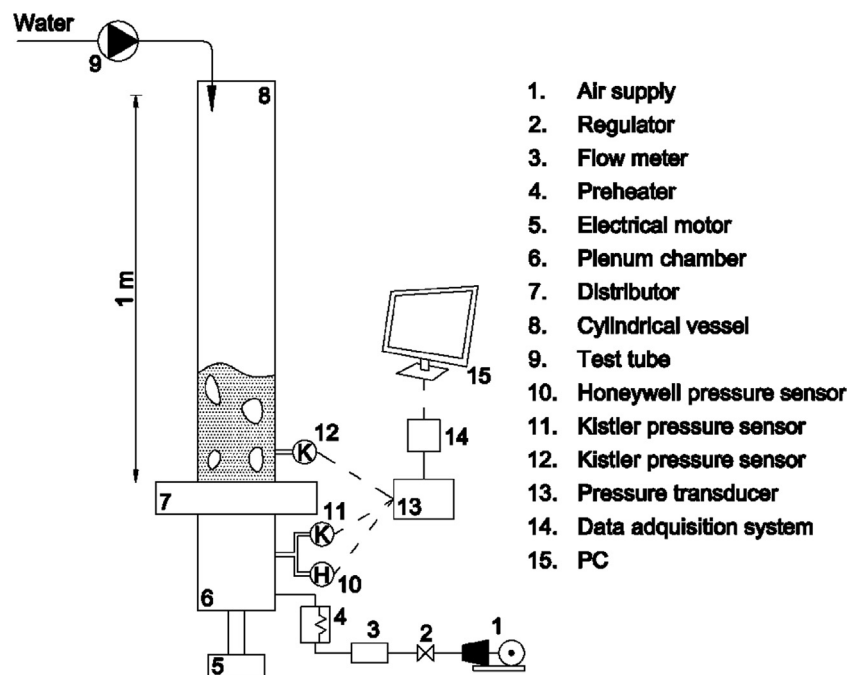 Water
9
8
1 m
12
K
15
14
7
11
K
13
H
10
6
4
3
2
1
5
1. Air supply
2. Regulator
3. Flow meter
4. Preheater
5. Electrical motor
6. Plenum chamber
7. Distributor
8. Cylindrical vessel
9. Test tube
10. Honeywell pressure sensor
11. Kistler pressure sensor
12. Kistler pressure sensor
13. Pressure transducer
14. Data adquisition system
15. PC